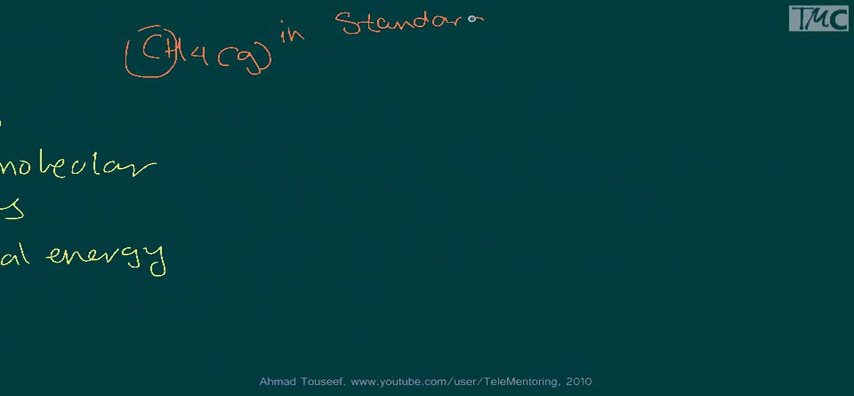 TMC
CH4 (g) in Standar
molecular
s
al energy
Ahmad Touseef, www.youtube.com/user/TeleMentoring, 2010